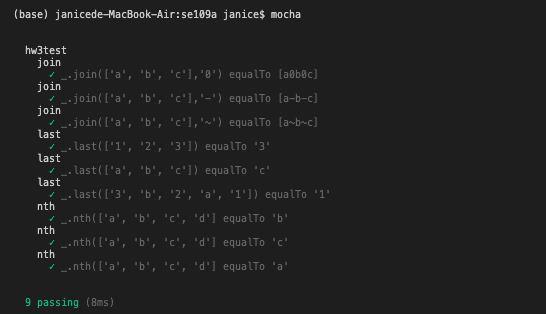 (base) janicede-MacBook-Air:se109a janice$ mocha
hw3test
join
✓ _.join(['a', 'b', 'c'],'0') equalTo [a0b0c]
join
✓ _.join(['a', 'b', 'c'],'-') equalTo [a-b-c]
join
✓ _.join(['a', 'b', 'c'],'~') equalTo [a~b~c]
last
✓ _.last(['1', '2', '3']) equalTo '3'
last
✓ _.last(['a', 'b', 'c']) equalTo 'c'
last
✓ _.last(['3', 'b', '2', 'a', '1']) equalTo '1'
nth
✓ _.nth(['a', 'b', 'c', 'd'] equalTo 'b'
nth
✓ _.nth(['a', 'b', 'c', 'd'] equalTo 'c'
nth
✓ _.nth(['a', 'b', 'c', 'd'] equalTo 'a'
9 passing (8ms)